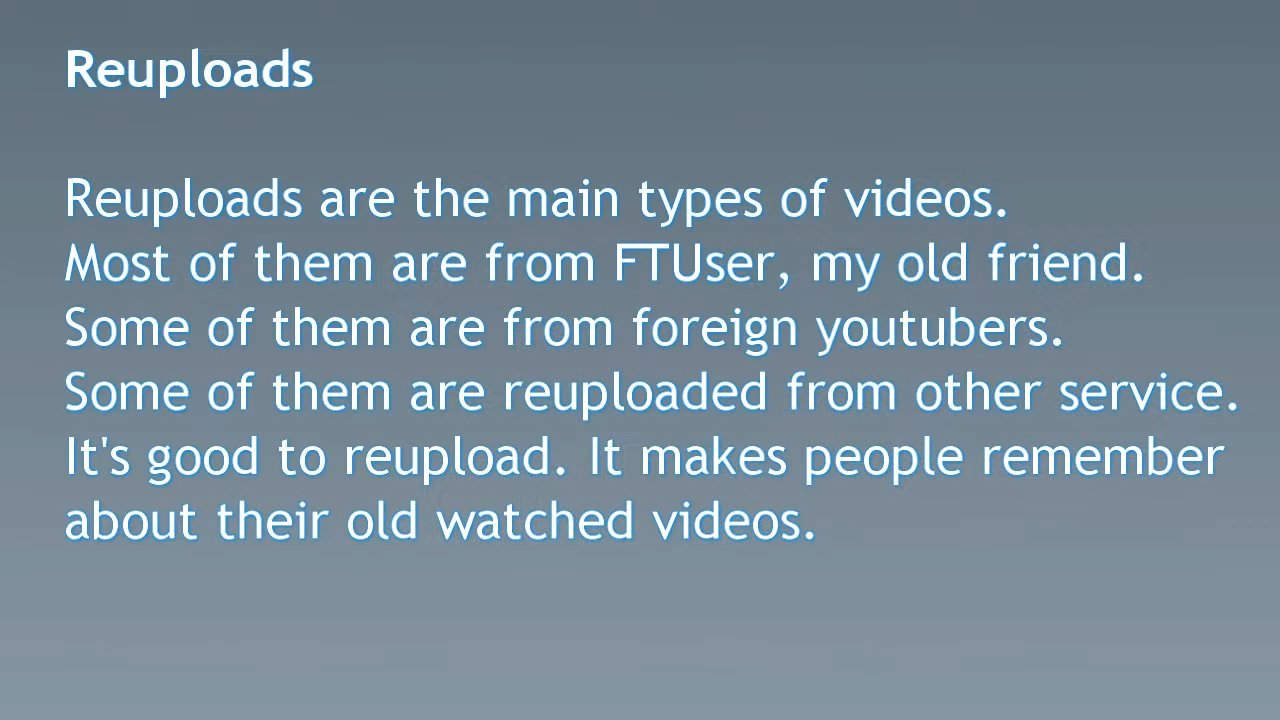 Reuploads
Reuploads are the main types of videos.
Most of them are from FTUser, my old friend.
Some of them are from foreign youtubers.
Some of them are reuploaded from other service.
It's good to reupload. It makes people remember
about their old watched videos.